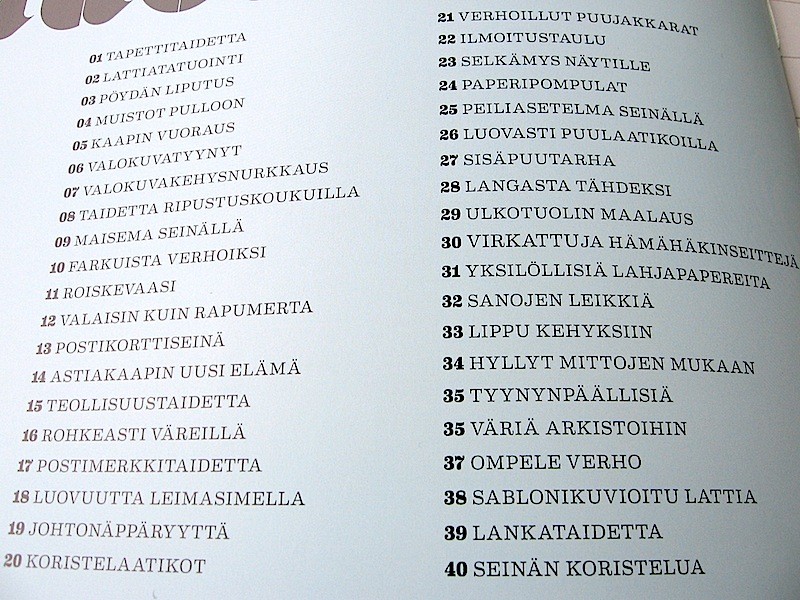 01 TAPETTITAIDETTA
02 LATTIATATUOINTI
03 PÖYDÄN LIPUTUS
04 MUISTOT PULLOON
05 KAAPIN VUORAUS
06 VALOKUVATYYNYT
07 VALOKUVAKEHYSNURKKAUS
08 TAIDETTA RIPUSTUSKOUKUILLA
09 MAISEMA SEINÄLLÄ
10 FARKUISTA VERHOIKSI
11 ROISKEVAASI
12 VALAISIN KUIN RAPUMERTA
13 POSTIKORTTISEINÄ
14 ASTIAKAAPIN UUSI ELÄMÄ
15 TEOLLISUUSTAIDETTA
16 ROHKEASTI VÄREILLÄ
17 POSTIMERKKITAIDETTA
18 LUOVUUTTA LEIMASIMELLA
19 JOHTONÄPPÄRYYTTÄ
20 KORISTELAATIKOT
21 VERHOILLUT PUUJAKKARAT
22 ILMOITUSTAULU
23 SELKÄMYS NÄYTILLE
24 PAPERIPOMPULAT
25 PEILIASETELMA SEINÄLLÄ
26 LUOVASTI PUULAATIKOILLA
27 SISÄPUUTARHA
28 LANGASTA TÄHDEKSI
29 ULKOTUOLIN MAALAUS
30 VIRKATTUJA HÄMÄHÄKINSEITTEJÄ
31 YKSILÖLLISIÄ LAHJAPAPEREITA
32 SANOJEN LEIKKIÄ
33 LIPPU KEHYKSIIN
34 HYLLYT MITTOJEN MUKAAN
35 TYYNYNPÄÄLLISIÄ
35 VÄRIÄ ARKISTOIHIN
37 OMPELE VERHO
38 SABLONIKUVIOITU LATTIA
39 LANKATAIDETTA
40 SEINÄN KORISTELUA